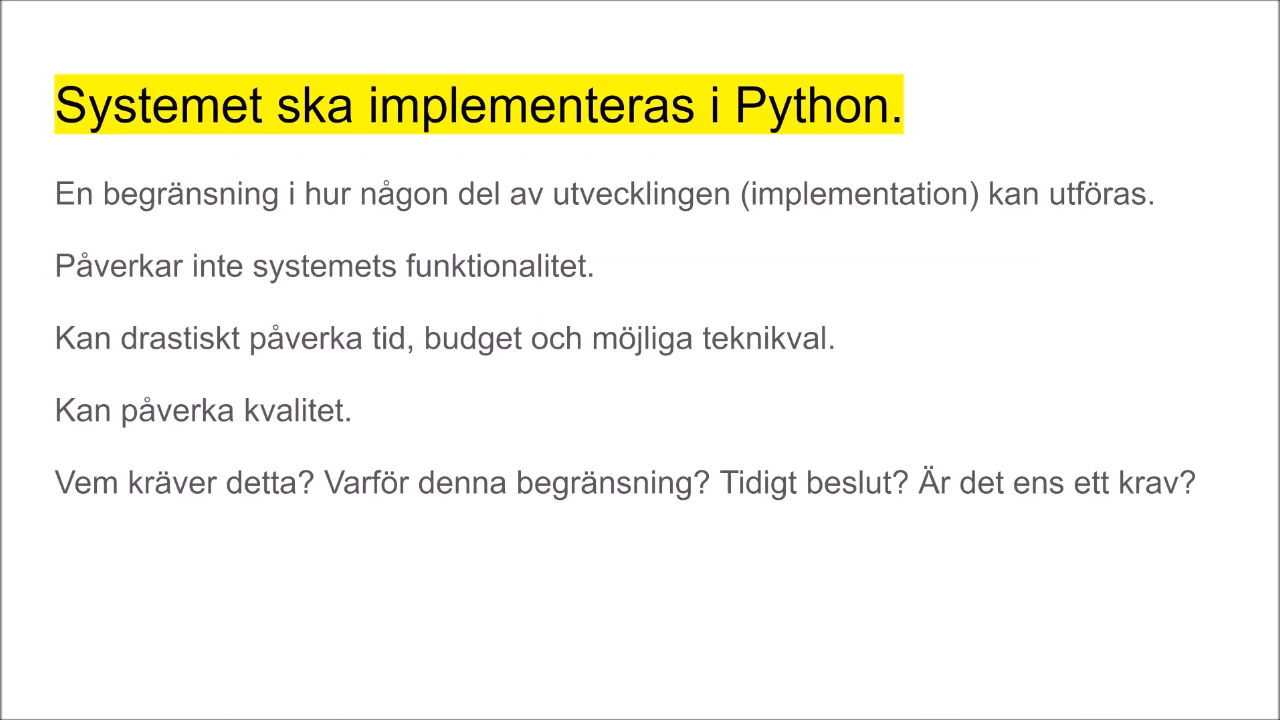 Systemet ska implementeras i Python.
En begränsning i hur någon del av utvecklingen (implementation) kan utföras.
Påverkar inte systemets funktionalitet.
Kan drastiskt påverka tid, budget och möjliga teknikval.
Kan påverka kvalitet.
Vem kräver detta? Varför denna begränsning? Tidigt beslut? Är det ens ett krav?